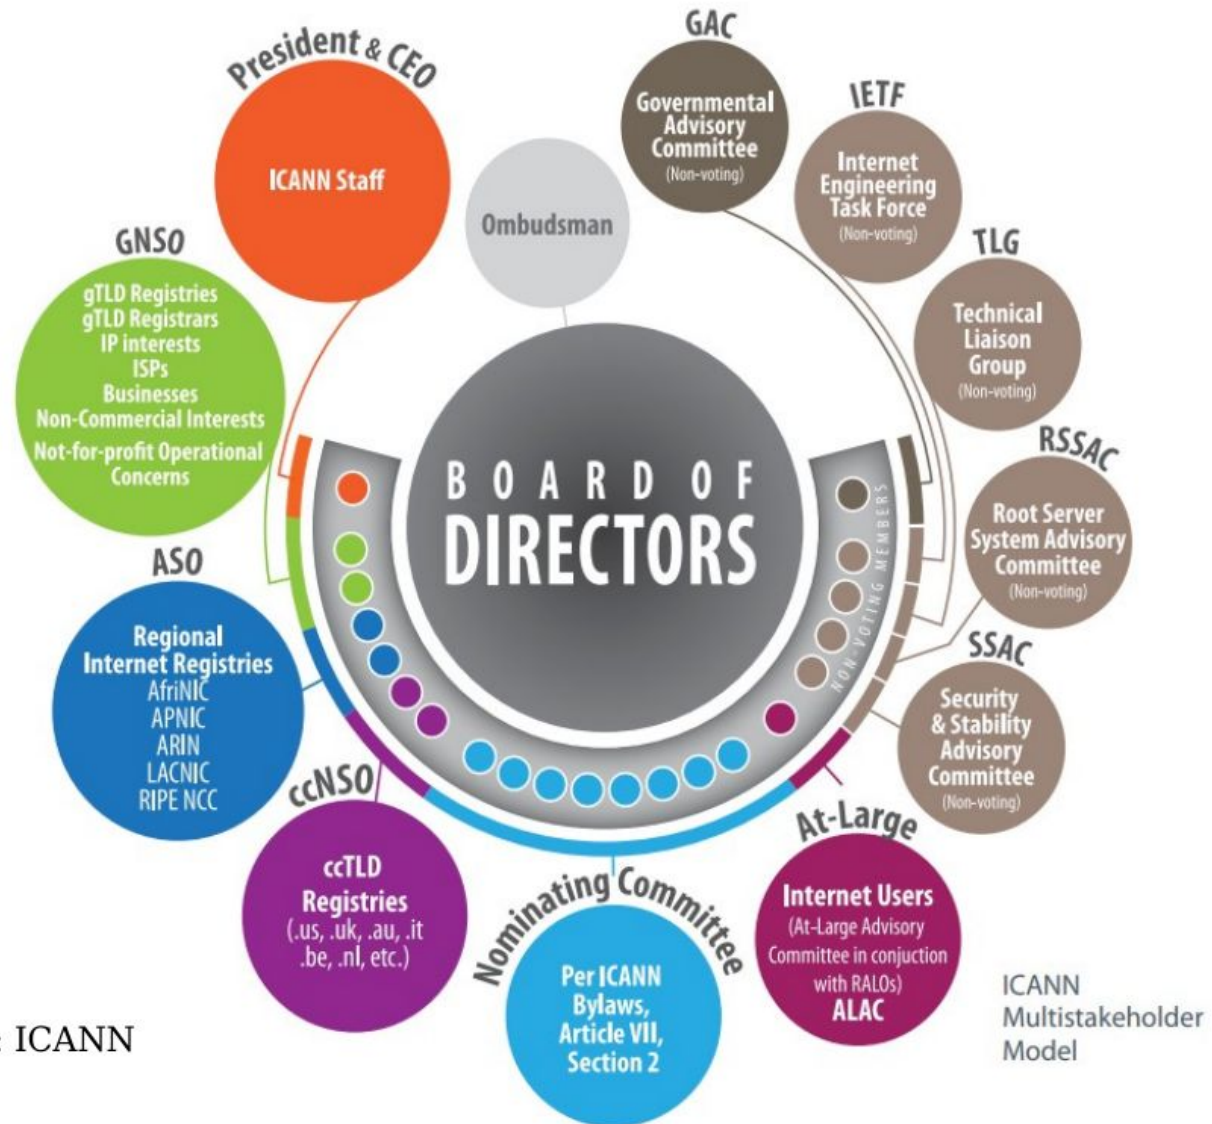 President & CEO
ICANN Staff
Ombudsman
GAC
Governmental
Advisory
Committee
(Non-voting)
IETF
Internet
Engineering
Task Force
(Non-voting)
TLG
Technical
Liaison
Group
(Non-voting)
RSSAC
Root Server
System Advisory
Committee
(Non-voting)
SSAC
Security
& Stability
Advisory
Committee
(Non-voting)
At-Large
Internet Users
(At-Large Advisory
Committee in conjuction
with RALOs)
ALAC
Nominating Committee
Per ICANN
Bylaws,
Article VII,
Section 2
ccNSO
ccTLD
Registries
(.us, .uk, .au, .it
.be, .nl, etc.)
ASO
Regional
Internet Registries
AfriNIC
APNIC
ARIN
LACNIC
RIPE NCC
GNSO
gTLD Registries
gTLD Registrars
IP interests
ISPs
Businesses
Non-Commercial Interests
Not-for-profit Operational
Concerns
BOARD OF
DIRECTORS
NON-VOTING MEMBERS
: ICANN
ICANN
Multistakeholder
Model